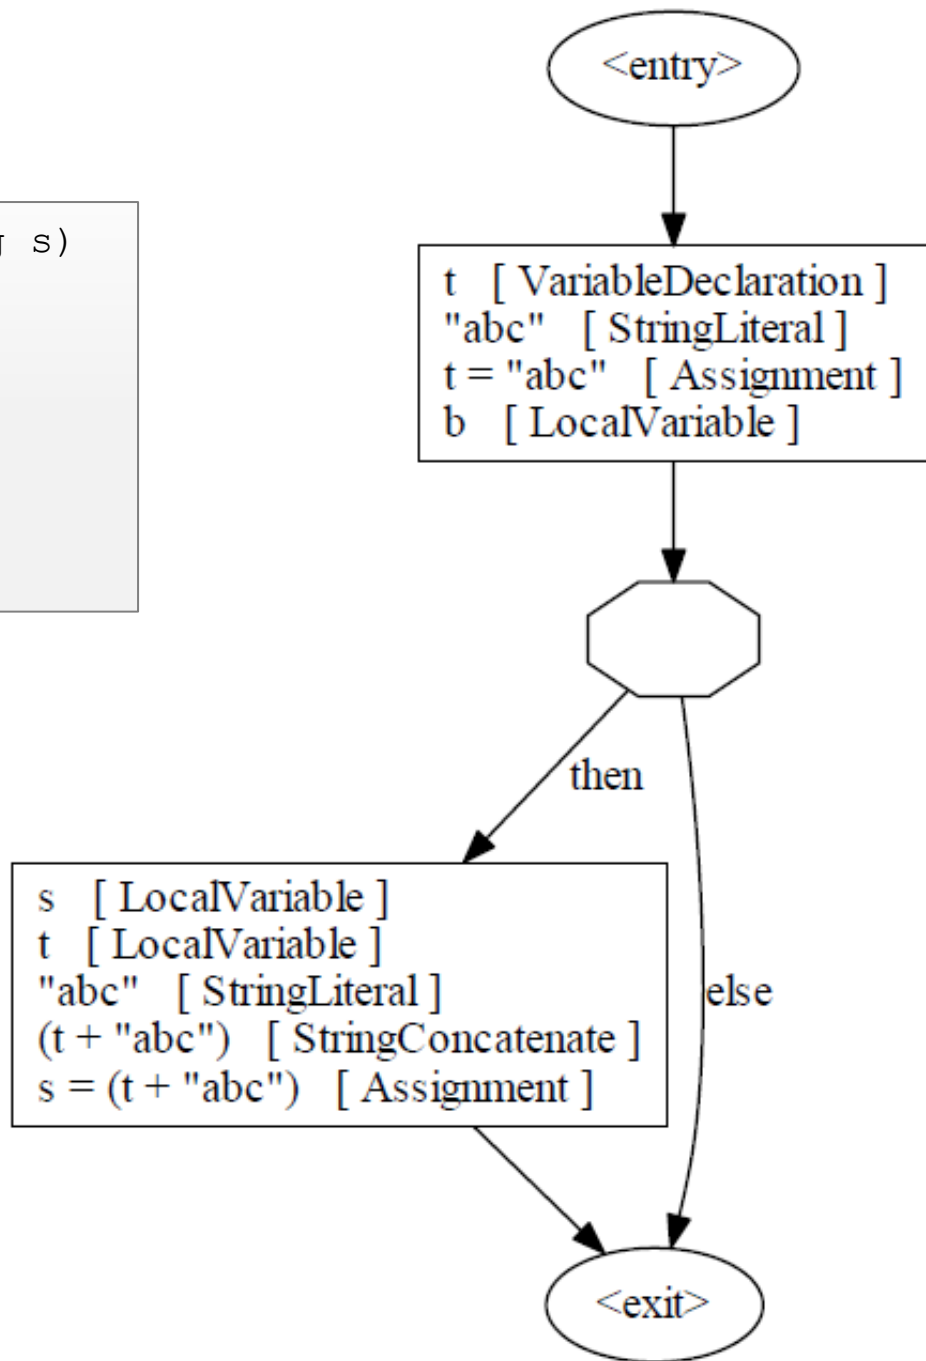 <entry>
s)
t [ VariableDeclaration ]
"abc" [ StringLiteral ]
t = "abc" [ Assignment ]
b [ LocalVariable ]
then
s [ LocalVariable ]
t [ LocalVariable ]
"abc" [ StringLiteral ]
(t + "abc") [ StringConcatenate ]
s = (t + "abc") [ Assignment ]
else
<exit>